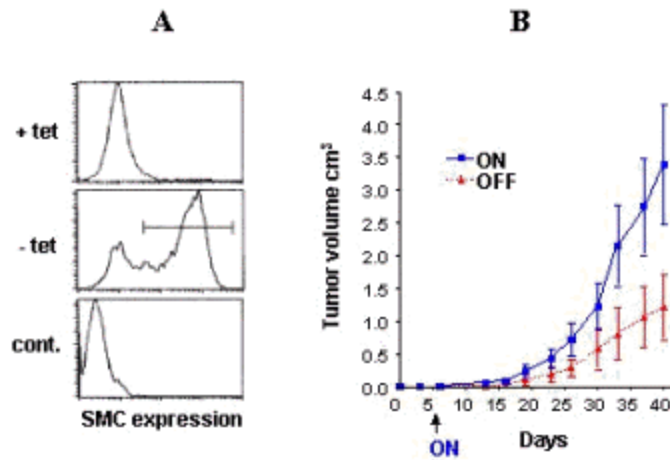 A
B
+ tet
- tet
cont.
SMC expression
Tumor volume cm³
4.5
4.0
3.5
3.0
2.5
2.0
1.5
1.0
0.5
0.0
ON
OFF
0 5 10 15 20 25 30 35 40
ON
Days